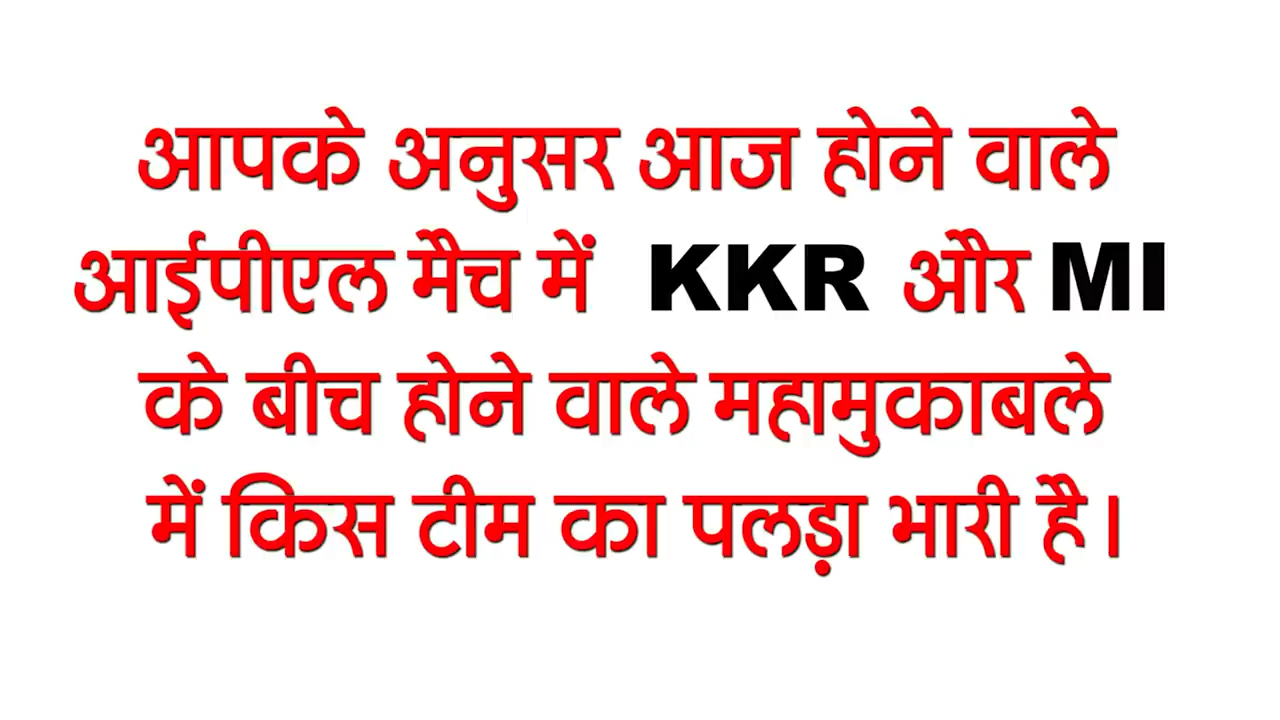 आपके अनुसर आज होने वाले
आईपीएल मैच में KKR और MI
के बीच होने वाले महामुकाबले
में किस टीम का पलड़ा भारी है।